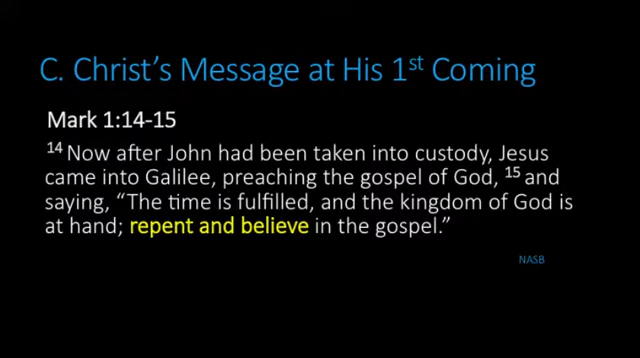 C. Christ's Message at His 1st Coming
Mark 1:14-15
14 Now after John had been taken into custody, Jesus
came into Galilee, preaching the gospel of God, 15 and
saying, “The time is fulfilled, and the kingdom of God is
at hand; repent and believe in the gospel.”
NASB